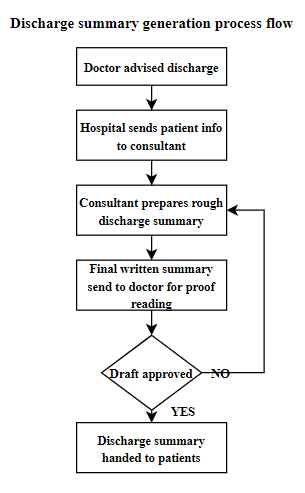 Discharge summary generation process flow
Doctor advised discharge
Hospital sends patient info
to consultant
Consultant prepares rough
discharge summary
Final written summary
send to doctor for proof
reading
Draft approved
NO
YES
Discharge summary
handed to patients